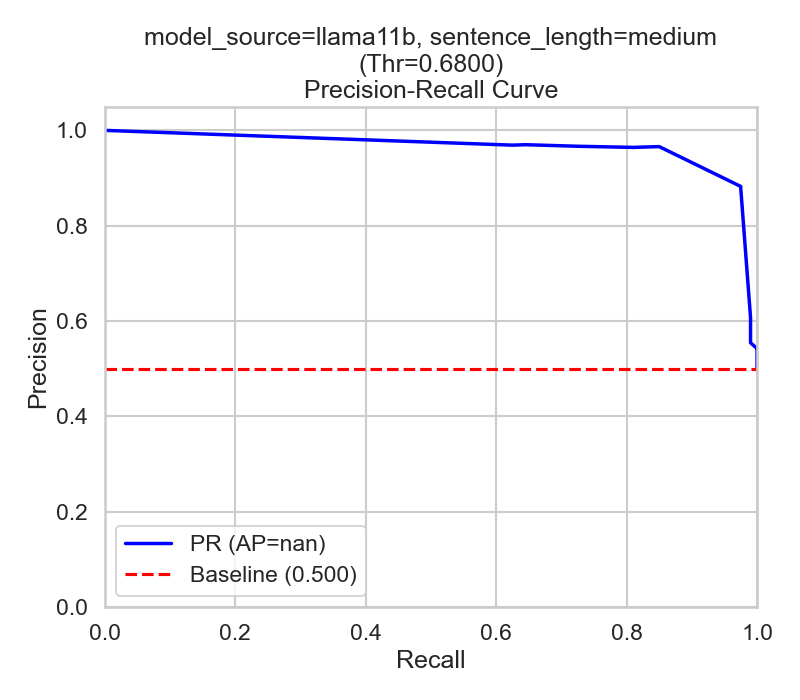 model_source=llama11b, sentence_length=medium
(Thr=0.6800)
Precision-Recall Curve
1.0
0.8
0.6
0.4
0.2
0.0
Precision
PR (AP=nan)
Baseline (0.500)
0.0 0.2 0.4 0.6 0.8 1.0
Recall